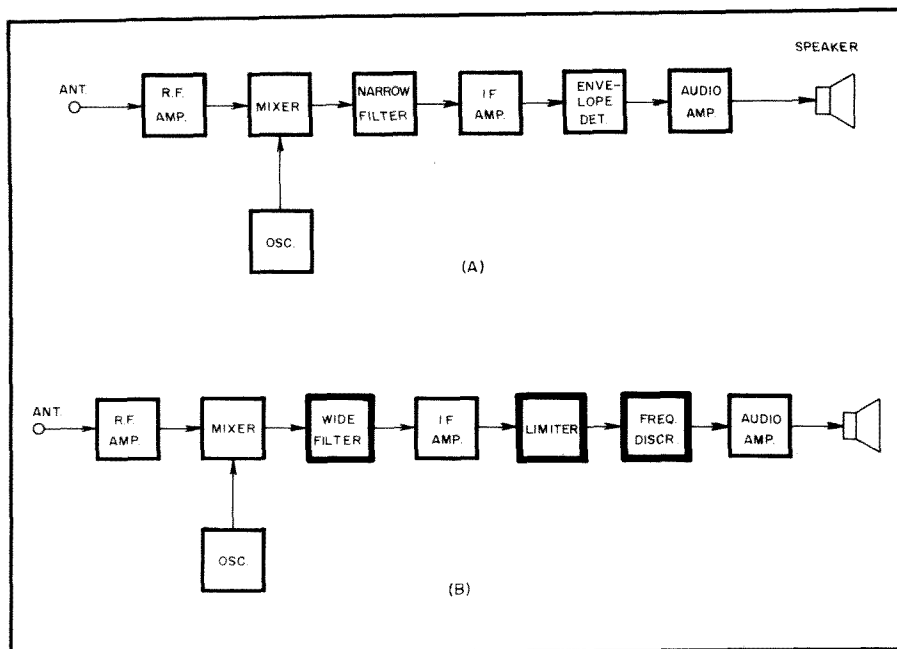 SPEAKER
ANT.
R.F.
AMP.
MIXER
NARROW
FILTER
IF
AMP.
ENVE-
LOPE
DET.
AUDIO
AMP.
OSC.
(A)
ANT.
R.F.
AMP.
MIXER
WIDE
FILTER
IF
AMP.
LIMITER
FREQ.
DISCR.
AUDIO
AMP.
OSC.
(B)